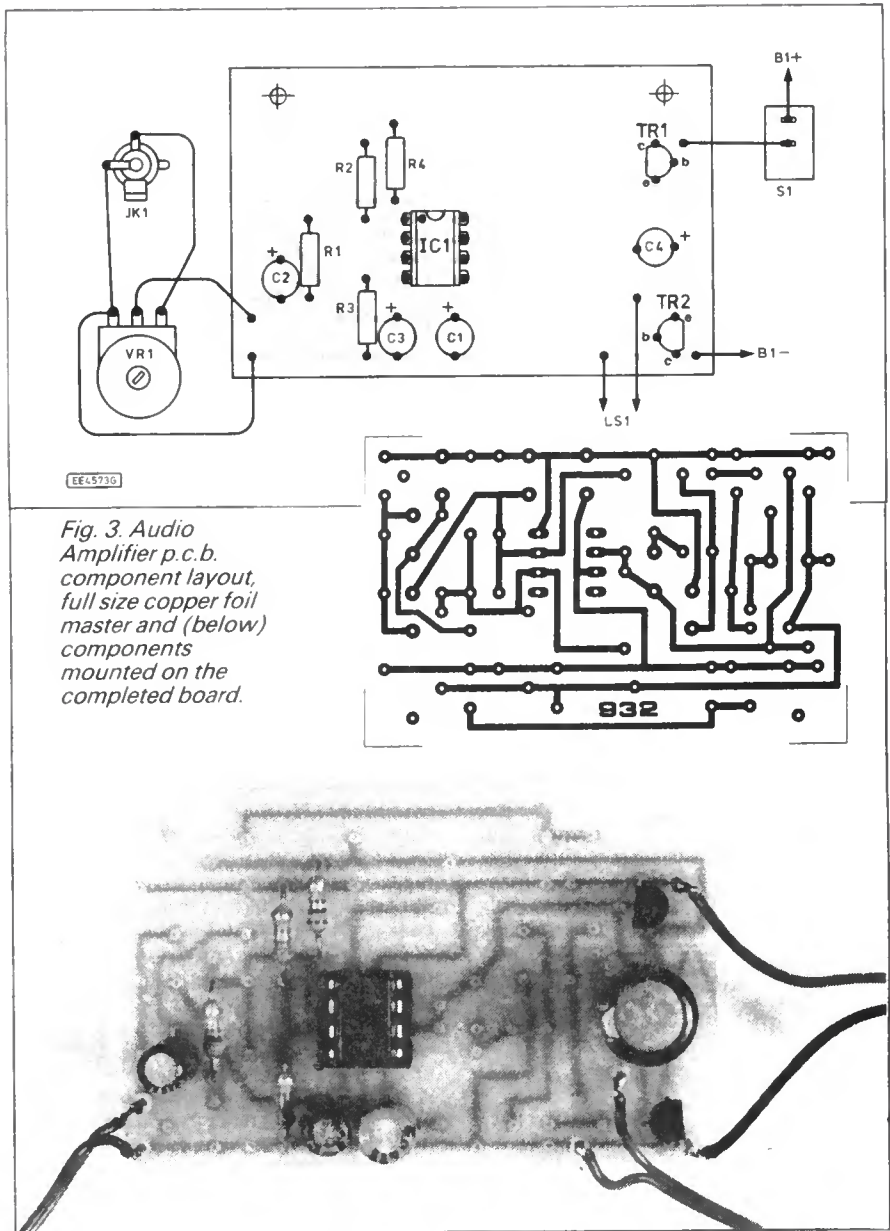 B1+
TR1
c
b
e
S1
R2
R4
JK1
IC1
R1
+
C2
+
C4
R3
TR2
+
C3
+
C1
e
b
c
B1-
VR1
LS1
EE4573G
Fig. 3. Audio
Amplifier p.c.b.
component layout,
full size copper foil
master and (below)
components
mounted on the
completed board.
932